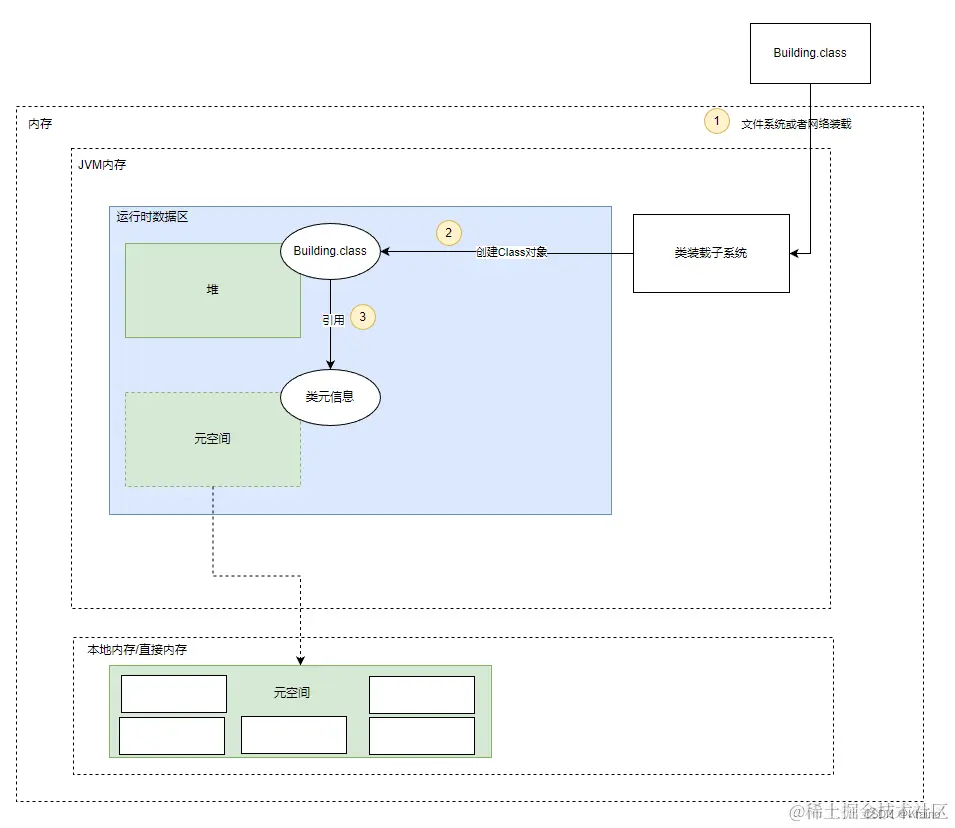 Building.class
内存
1
文件系统或者网络装载
JVM内存
运行时数据区
Building.class
2
创建Class对象
类装载子系统
堆
引用
3
类元信息
元空间
本地内存/直接内存
元空间
@稀土掘金技术社区